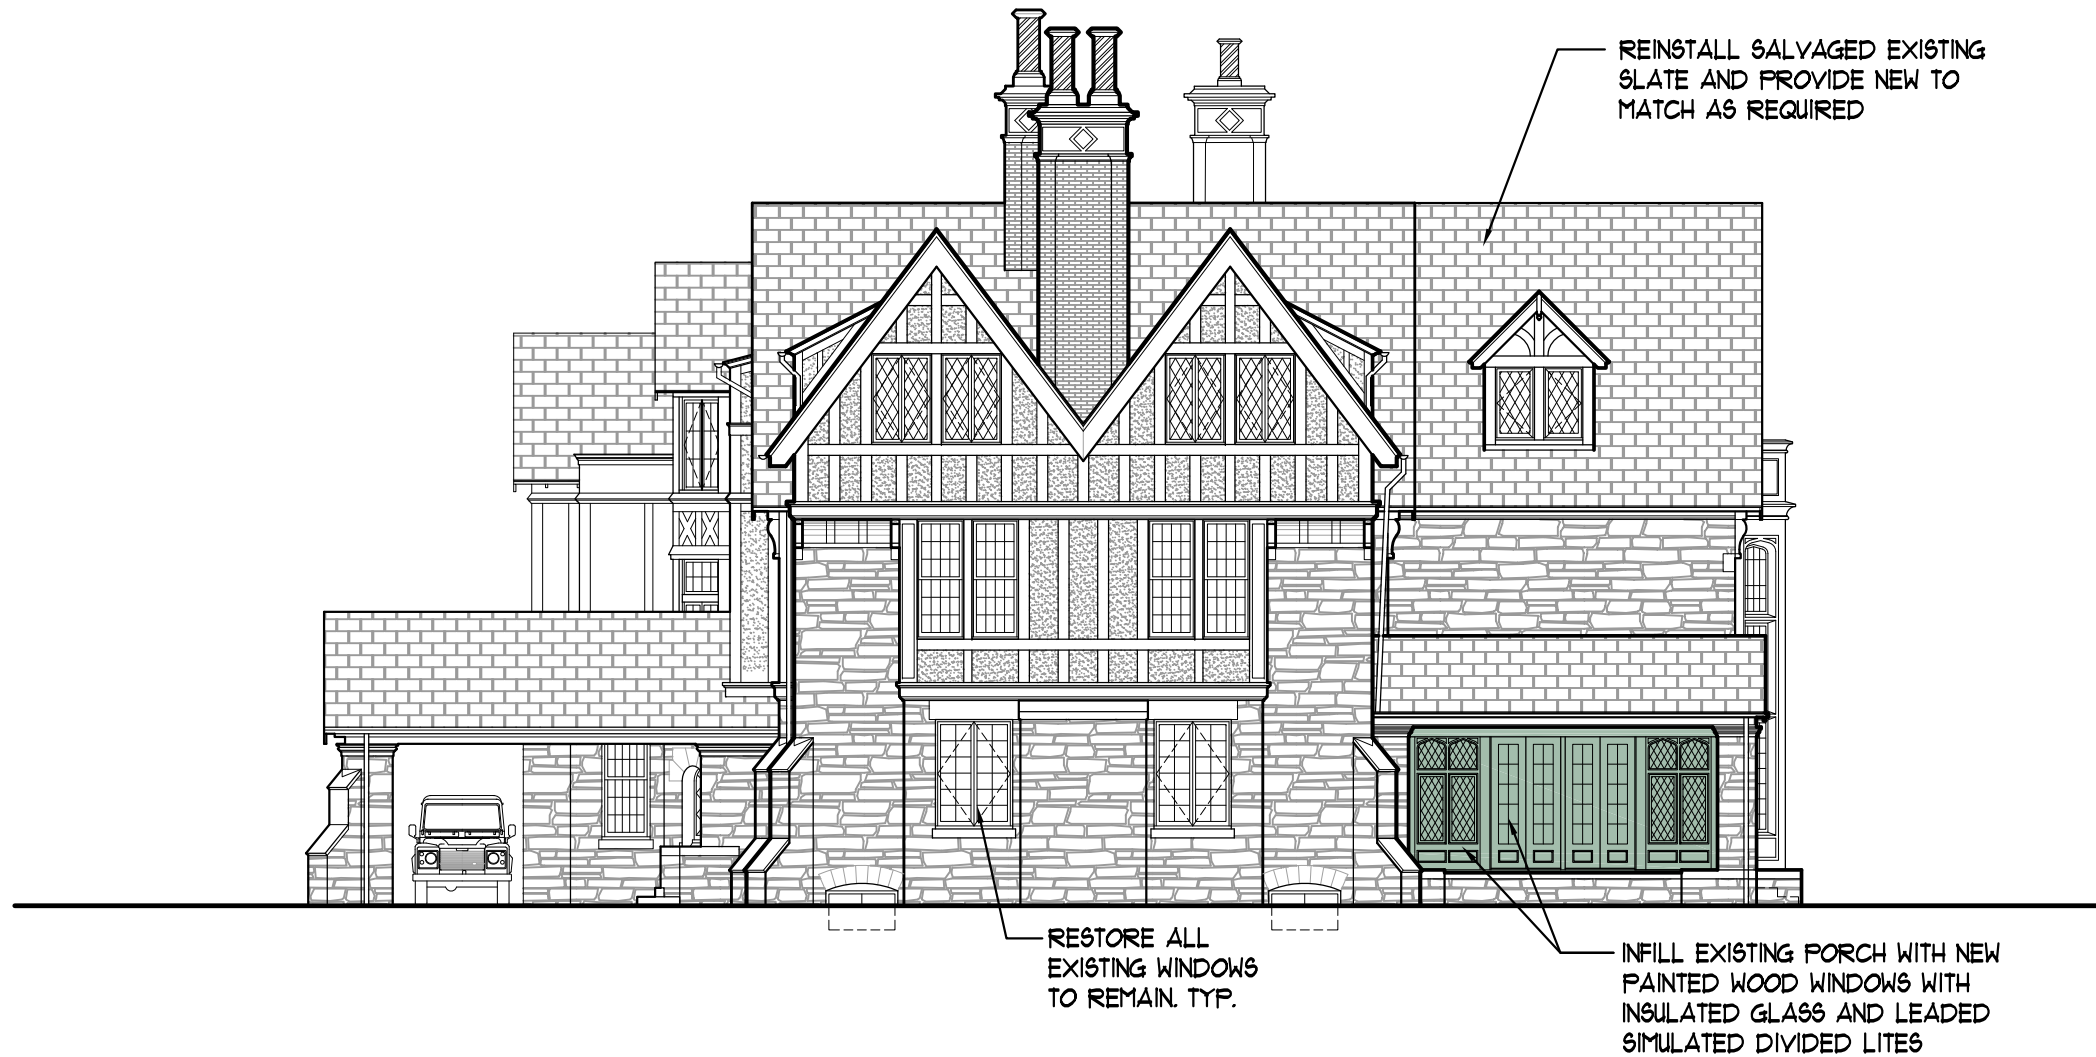 REINSTALL SALVAGED EXISTING
SLATE AND PROVIDE NEW TO
MATCH AS REQUIRED
RESTORE ALL
EXISTING WINDOWS
TO REMAIN. TYP.
INFILL EXISTING PORCH WITH NEW
PAINTED WOOD WINDOWS WITH
INSULATED GLASS AND LEADED
SIMULATED DIVIDED LITES